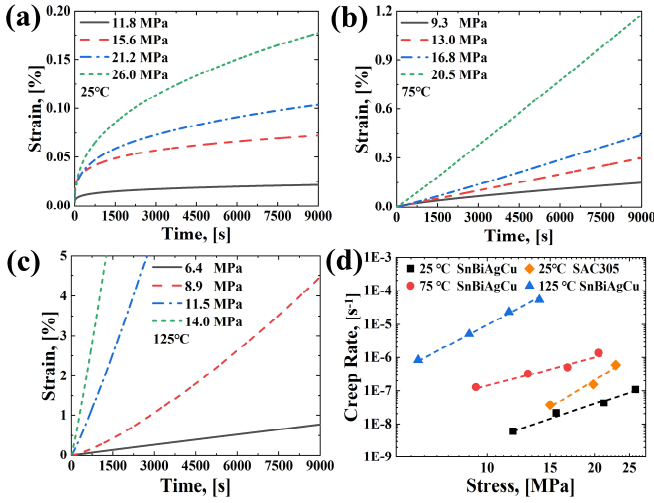 (a)
0.20
0.15
0.10
0.05
0.00
Strain, [%]
11.8 MPa
15.6 MPa
21.2 MPa
26.0 MPa
25℃
0 1500 3000 4500 6000 7500 9000
Time, [s]
(b)
1.2
0.9
0.6
0.3
0.0
Strain, [%]
9.3 MPa
13.0 MPa
16.8 MPa
20.5 MPa
75℃
0 1500 3000 4500 6000 7500 9000
Time, [s]
(c)
5
4
3
2
1
0
Strain, [%]
6.4 MPa
8.9 MPa
11.5 MPa
14.0 MPa
125℃
0 1500 3000 4500 6000 7500 9000
Time, [s]
(d)
1E-3
1E-4
1E-5
1E-6
1E-7
1E-8
1E-9
Creep Rate, [s⁻¹]
25 ℃ SnBiAgCu
25℃ SAC305
75 ℃ SnBiAgCu
125 ℃ SnBiAgCu
10 15 20 25
Stress, [MPa]